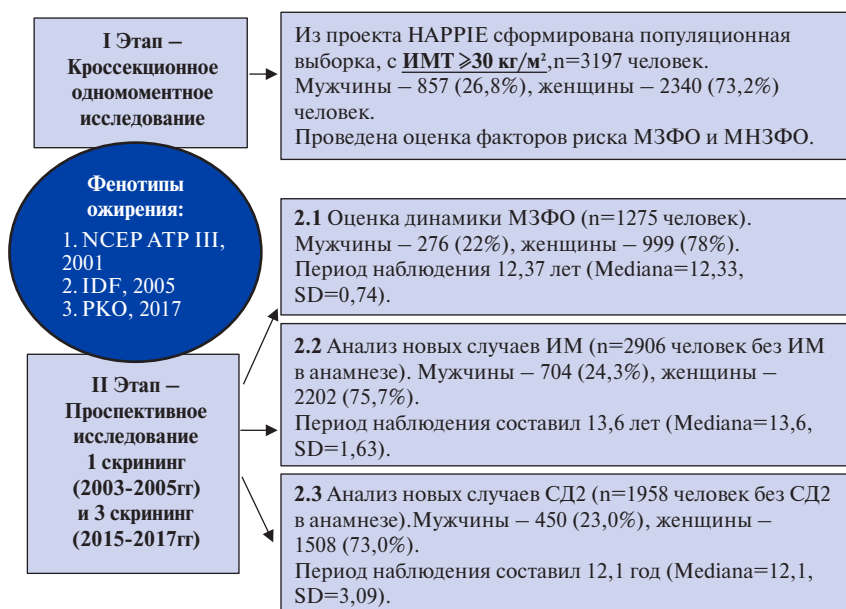 I Этап –
Кроссекционное
одномоментное
исследование
Из проекта HAPPIE сформирована популяционная
выборка, с ИМТ ⩾30 кг/м²,n=3197 человек.
Мужчины – 857 (26,8%), женщины – 2340 (73,2%)
человек.
Проведена оценка факторов риска МЗФО и МНЗФО.
Фенотипы
ожирения:
1. NCEP ATP III,
2001
2. IDF, 2005
3. РКО, 2017
2.1 Оценка динамики МЗФО (n=1275 человек).
Мужчины – 276 (22%), женщины – 999 (78%).
Период наблюдения 12,37 лет (Mediana=12,33,
SD=0,74).
II Этап –
Проспективное
исследование
1 скрининг
(2003-2005гг)
и 3 скрининг
(2015-2017гг)
2.2 Анализ новых случаев ИМ (n=2906 человек без ИМ
в анамнезе). Мужчины – 704 (24,3%), женщины –
2202 (75,7%).
Период наблюдения составил 13,6 лет (Mediana=13,6,
SD=1,63).
2.3 Анализ новых случаев СД2 (n=1958 человек без СД2
в анамнезе).Мужчины – 450 (23,0%), женщины –
1508 (73,0%).
Период наблюдения составил 12,1 год (Mediana=12,1,
SD=3,09).